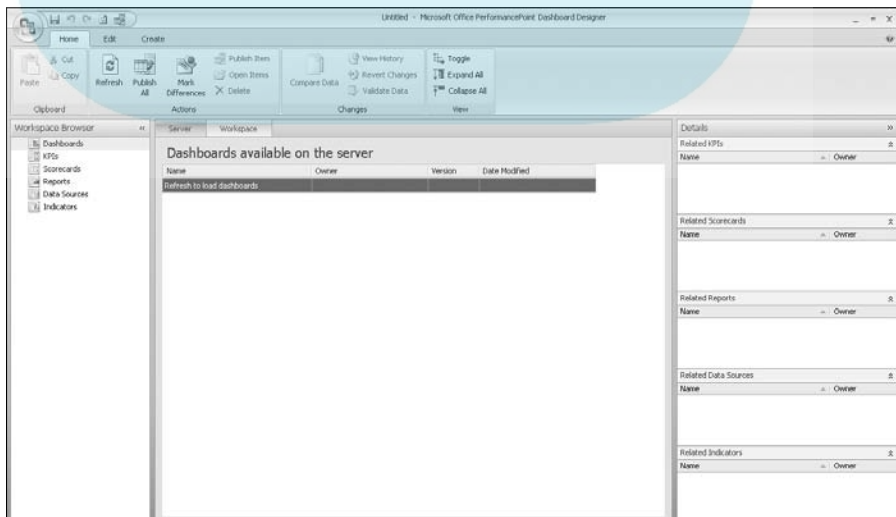 Untitled - Microsoft Office PerformancePoint Dashboard Designer
Home Edit Create
Paste
Cut
Copy
Clipboard
Refresh
Publish All
Mark Differences
Publish Item
Open Items
Delete
Actions
Compare Data
View History
Revert Changes
Validate Data
Changes
Toggle
Expand All
Collapse All
View
Workspace Browser
Dashboards
KPIs
Scorecards
Reports
Data Sources
Indicators
Server Workspace
Dashboards available on the server
Name Owner Version Date Modified
Refresh to load dashboards
Details
Related KPIs
Name Owner
Related Scorecards
Name Owner
Related Reports
Name Owner
Related Data Sources
Name Owner
Related Indicators
Name Owner